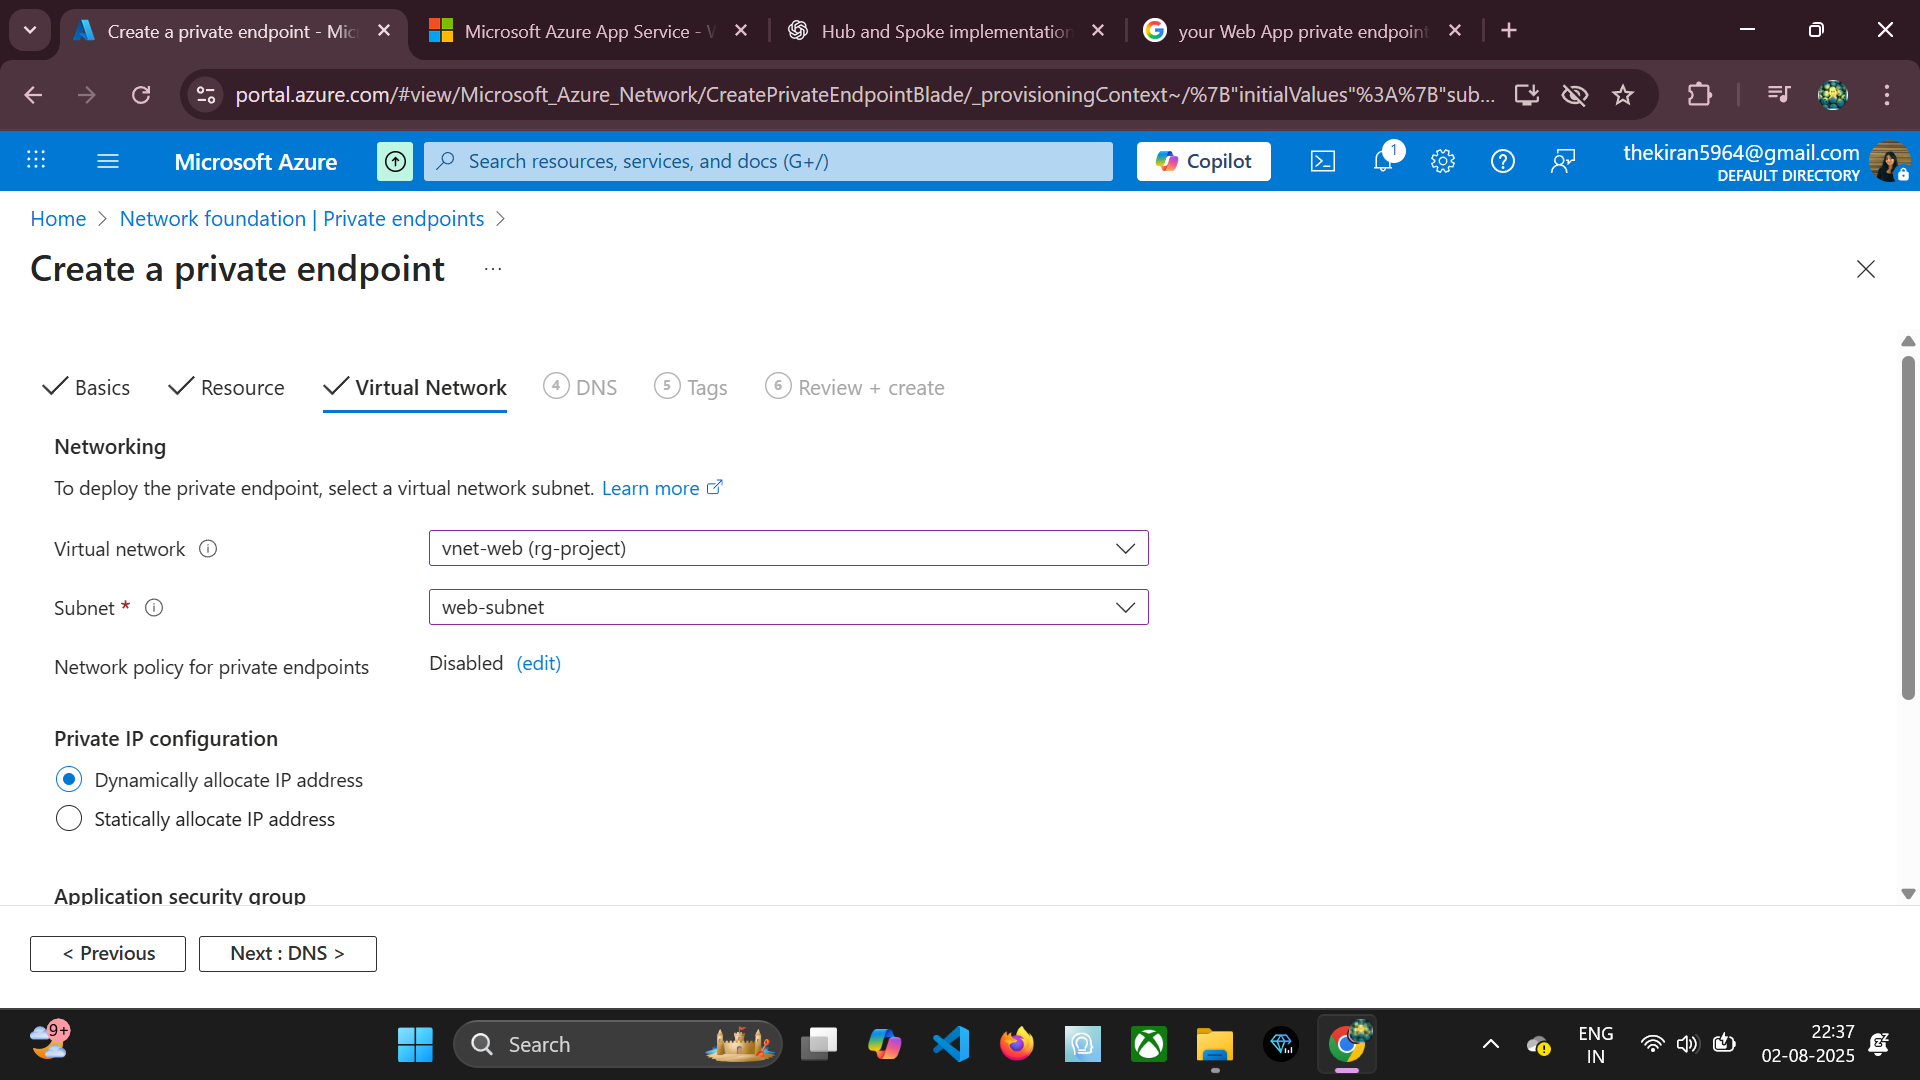 Create a private endpoint - Mic
Microsoft Azure App Service - W
Hub and Spoke implementation
your Web App private endpoint
portal.azure.com/#view/Microsoft_Azure_Network/CreatePrivateEndpointBlade/_provisioningContext~/%7B"initialValues"%3A%7B"sub...
Microsoft Azure
Search resources, services, and docs (G+/)
Copilot
1
thekiran5964@gmail.com
DEFAULT DIRECTORY
Home > Network foundation | Private endpoints >
Create a private endpoint ...
Basics
Resource
Virtual Network
4 DNS
5 Tags
6 Review + create
Networking
To deploy the private endpoint, select a virtual network subnet. Learn more
Virtual network
vnet-web (rg-project)
Subnet *
web-subnet
Network policy for private endpoints
Disabled (edit)
Private IP configuration
Dynamically allocate IP address
Statically allocate IP address
Application security group
< Previous
Next : DNS >
9+
Search
ENG
IN
22:37
02-08-2025